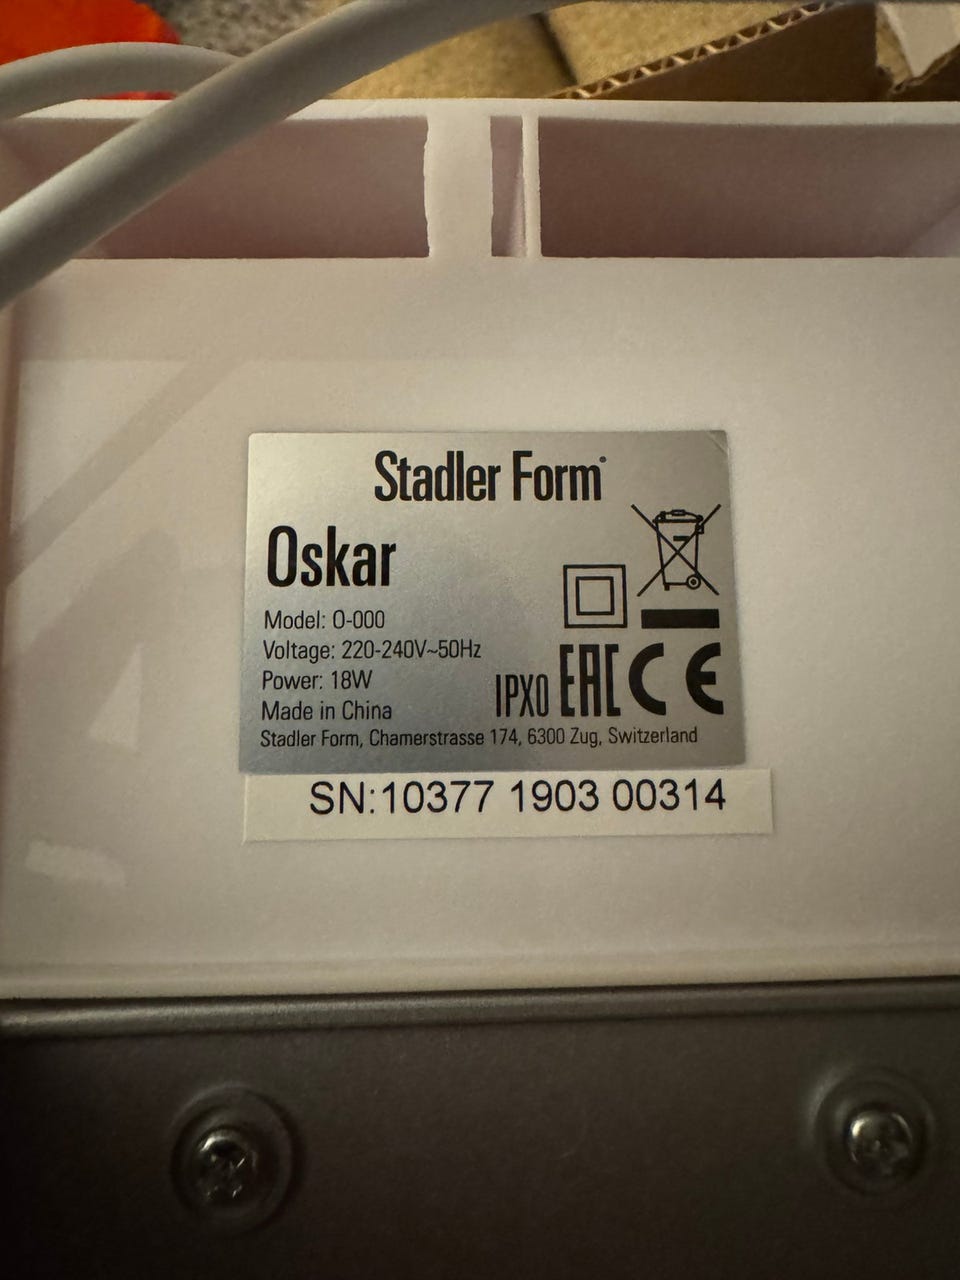 Stadler Form
Oskar
Model: O-000
Voltage: 220-240V~50Hz
Power: 18W
Made in China
IPX0 EAC CE
Stadler Form, Chamerstrasse 174, 6300 Zug, Switzerland
SN:10377 1903 00314